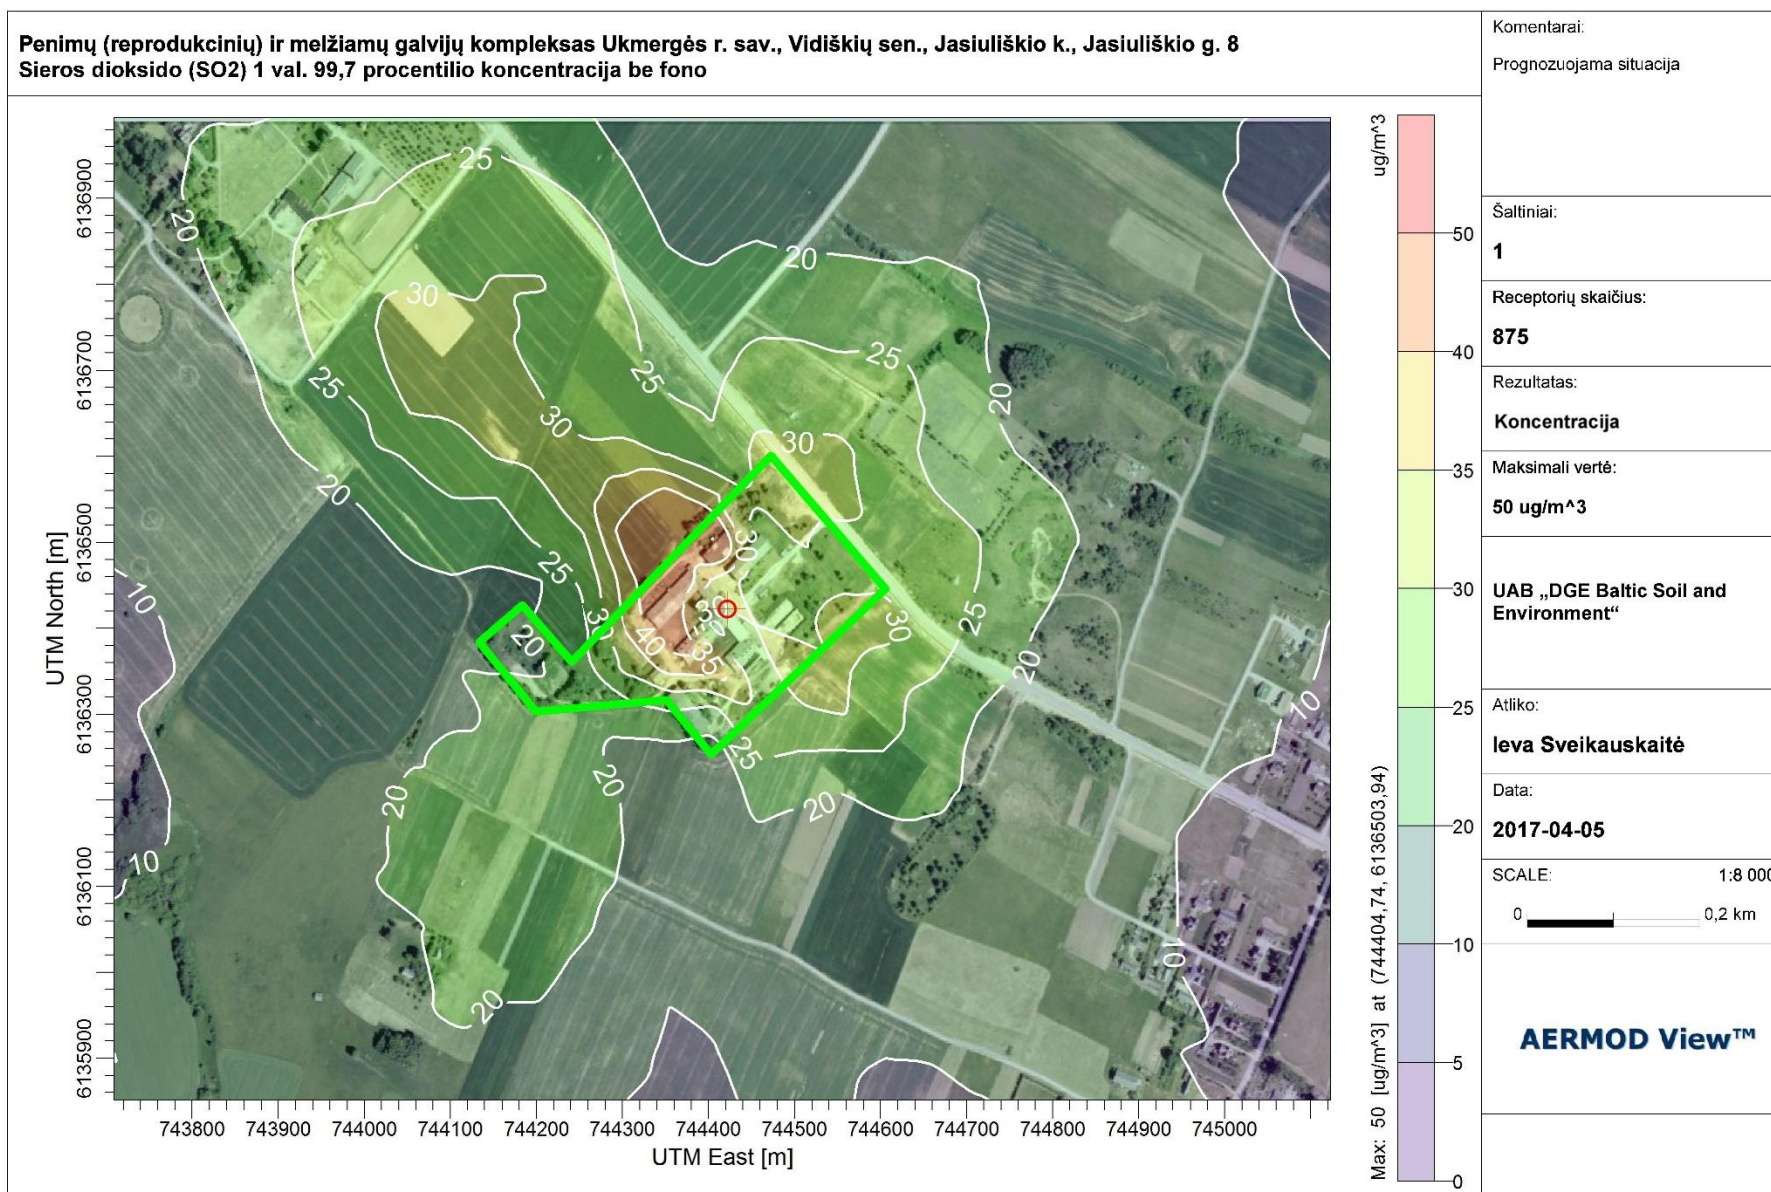 Penimų (reprodukcinių) ir melžiamų galvijų kompleksas Ukmergės r. sav., Vidiškių sen., Jasiuliškio k., Jasiuliškio g. 8
Sieros dioksido (SO2) 1 val. 99,7 procentilio koncentracija be fono
Komentarai:
Prognozuojama situacija
Šaltiniai:
1
Receptorių skaičius:
875
Rezultatas:
Koncentracija
Maksimali vertė:
50 ug/m^3
UAB „DGE Baltic Soil and
Environment“
Atliko:
Ieva Sveikauskaitė
Data:
2017-04-05
SCALE:
1:8 000
0
0,2 km
AERMOD View™
ug/m^3
50
40
35
30
25
20
10
5
0
Max: 50 [ug/m^3] at (744404,74, 6136503,94)
UTM North [m]
6136900
6136700
6136500
6136300
6136100
6135900
743800 743900 744000 744100 744200 744300 744400 744500 744600 744700 744800 744900 745000
UTM East [m]
25
20
20
30
25
25
25
20
30
30
20
30
25
10
30
30
20
40
35
25
20
10
25
20
20
20
10
10
20